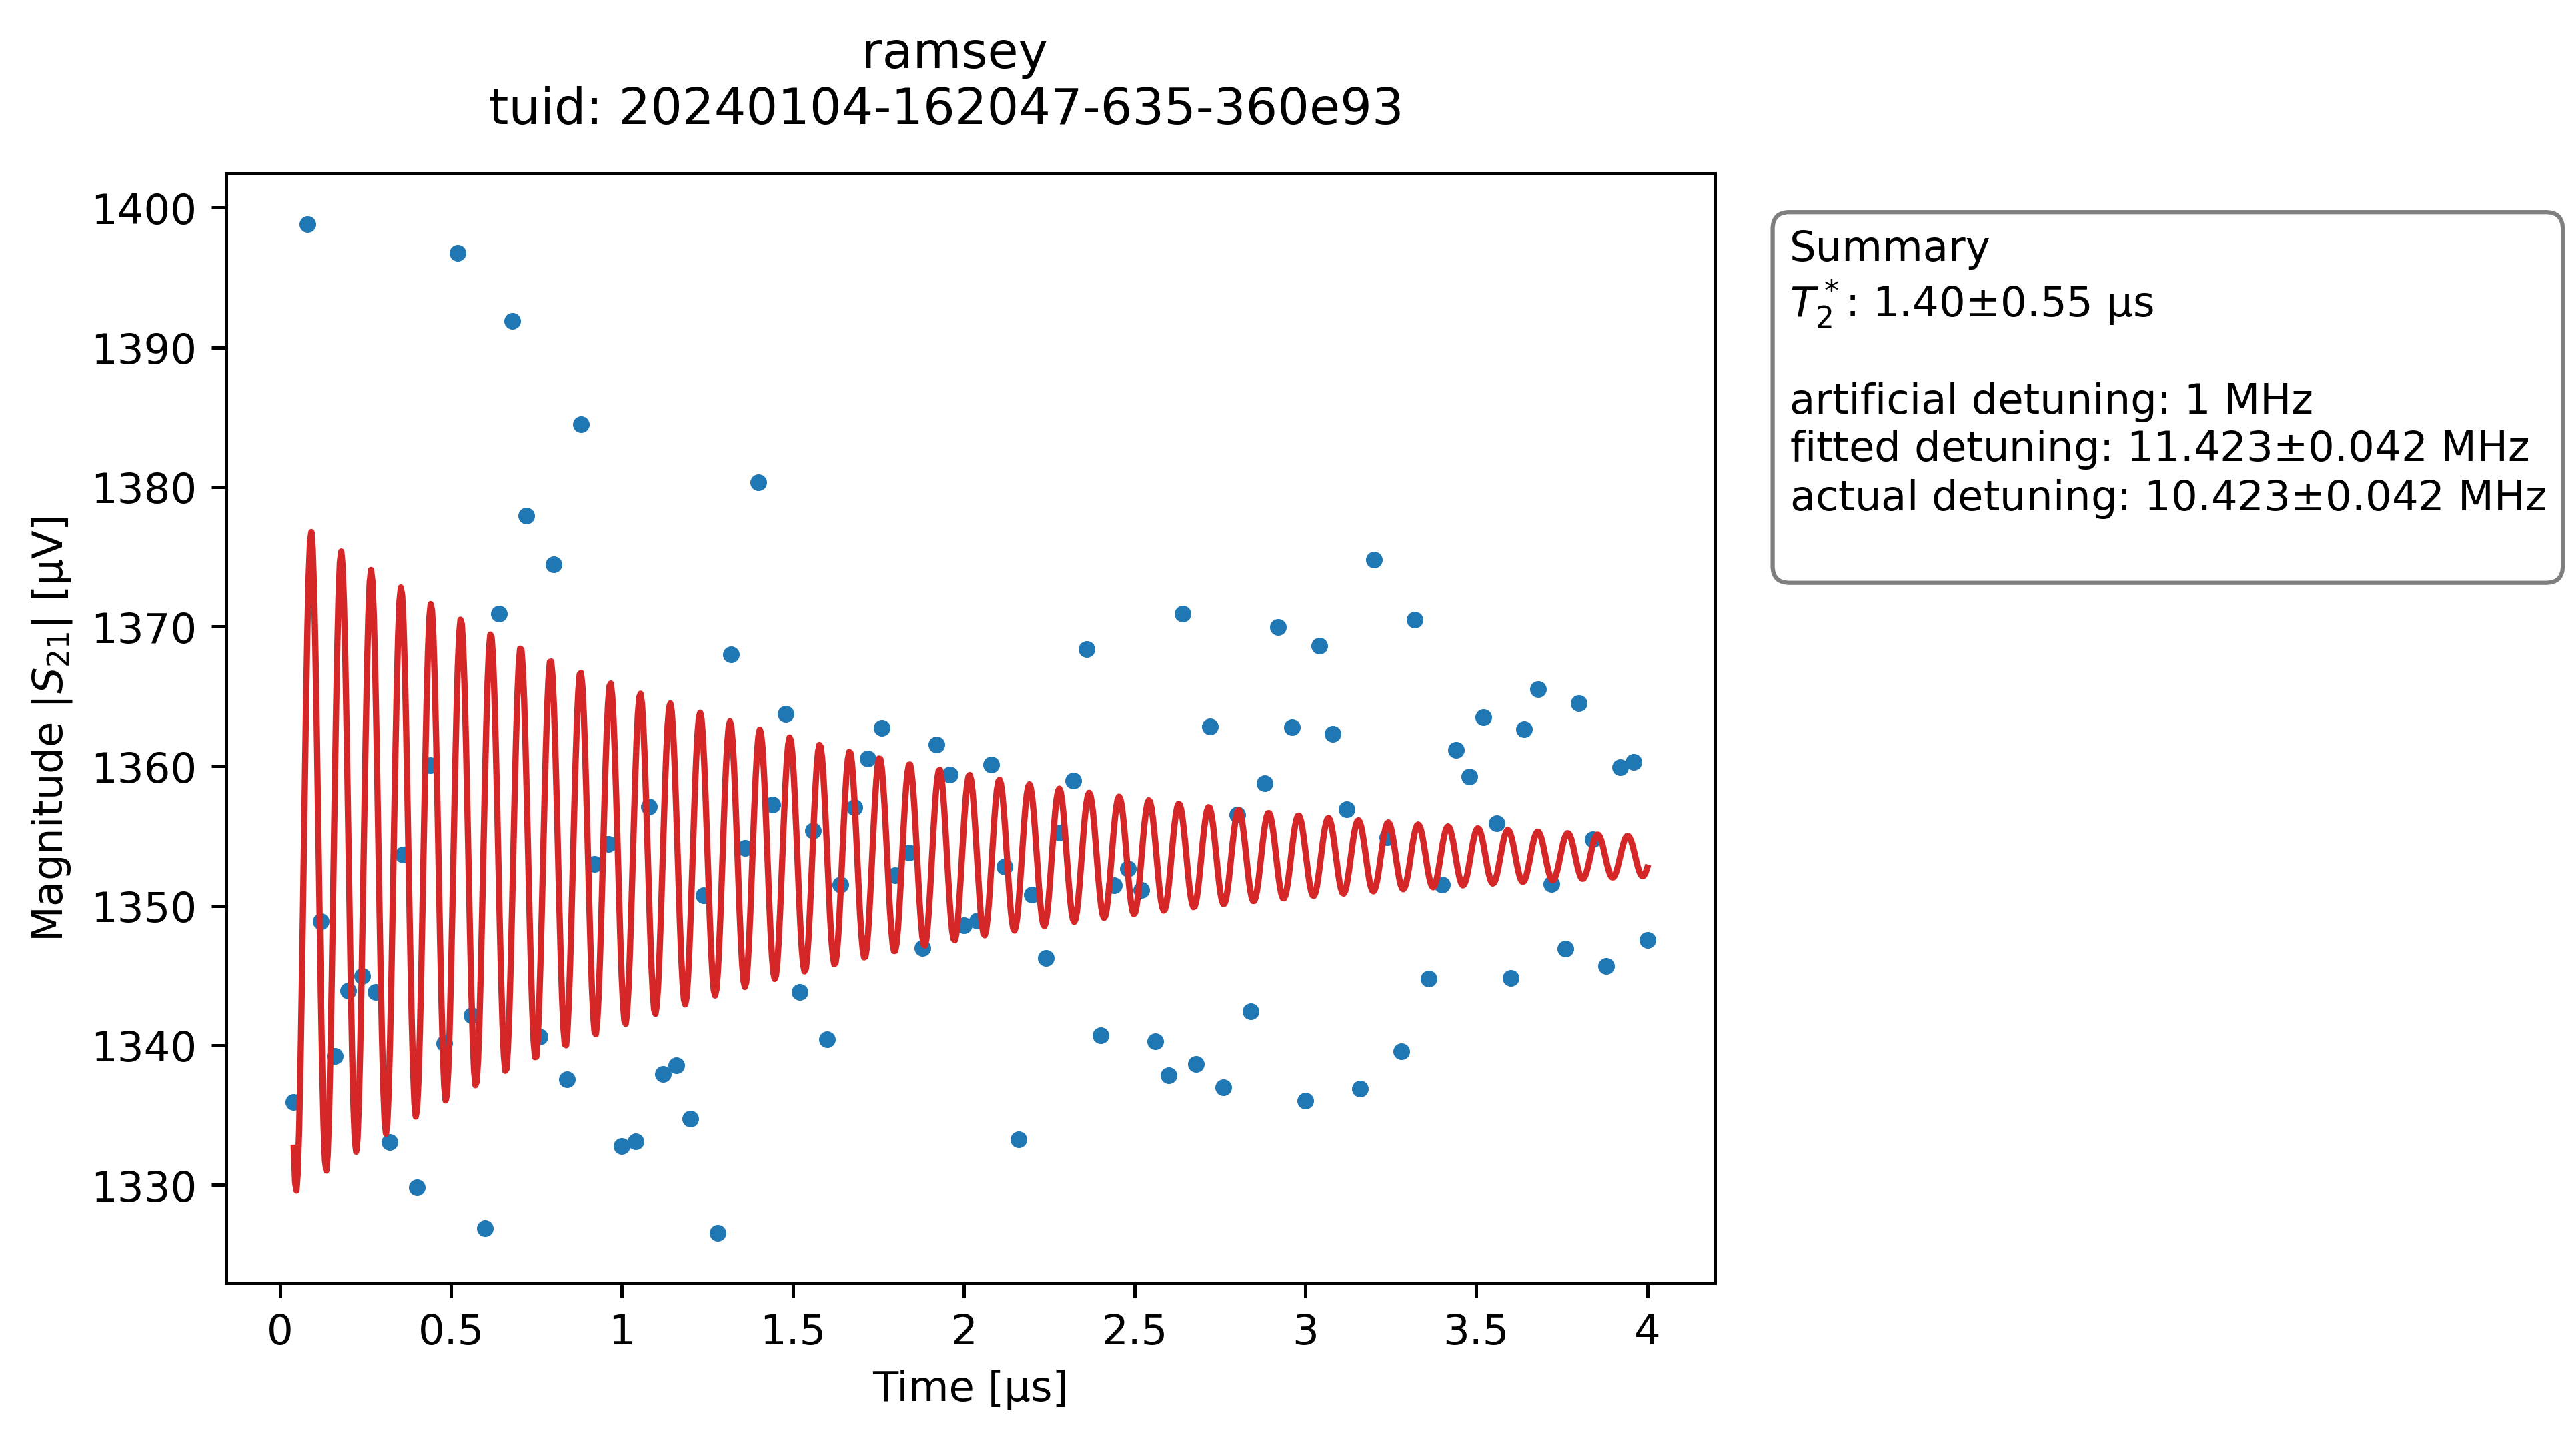 ramsey
tuid: 20240104-162047-635-360e93
Magnitude |S21| [µV]
1400
1390
1380
1370
1360
1350
1340
1330
0 0.5 1 1.5 2 2.5 3 3.5 4
Time [µs]
Summary
T2*: 1.40±0.55 µs
artificial detuning: 1 MHz
fitted detuning: 11.423±0.042 MHz
actual detuning: 10.423±0.042 MHz